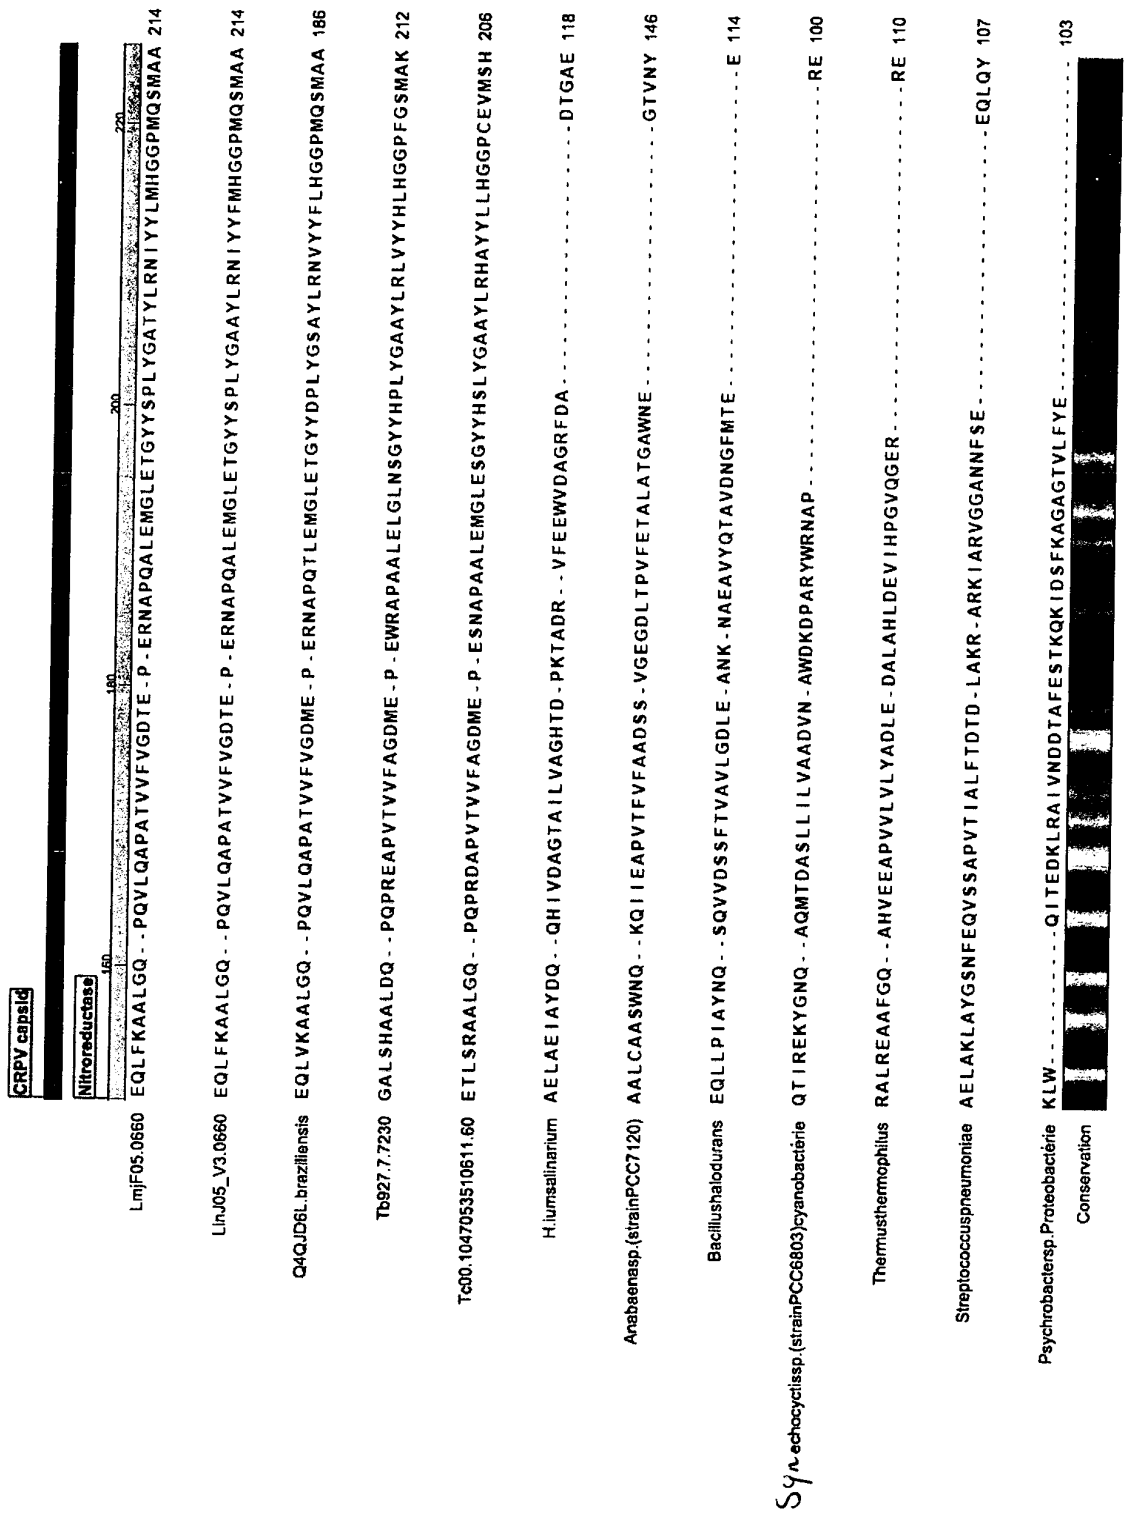 CRPV capsid
Nitroreductase
160 180 200 220
LmjF05.0660 EQLFKAALGQ--PQVLQAPATVVFVGDTE-P-ERNAPQALEMGLETGYYSPLYGATYLRNIYYLMHGGPMQSMAA 214
LinJ05_V3.0660 EQLFKAALGQ--PQVLQAPATVVFVGDTE-P-ERNAPQALEMGLETGYYSPLYGAAYLRNIYYFMHGGPMQSMAA 214
Q4QJD6L.braziliensis EQLVKAALGQ--PQVLQAPATVVFVGDME-P-ERNAPQTLEMGLETGYYDPLYGSAYLRNVYYFLHGGPMQSMAA 186
Tb927.7.7230 GALSHAALDQ--PQPREAPVTVVFAGDME-P-EWRAPAALELGLNSGYYHPLYGAAYLRLVYYHLHGGPFGSMAK 212
Tc00.1047053510611.60 ETLSRAALGQ--PQPRDAPVTVVFAGDME-P-ESNAPAALEMGLESGYYHSLYGAAYLRHAYYLLHGGPCEVMSH 206
H.iumsalinarium AELAEIAYDQ--QHIVDAGTAILVAGHTD-PKTADR--VFEEWVDAGRFDA-------------------DTGAE 118
Anabaenasp.(strainPCC7120) AALCAASWNQ--KQIIEAPVTFVFAADSS-VGEGDLTPVFETALATGAWNE-------------------GTVNY 146
Bacillushalodurans EQLLPIAYNQ--SQVVDSSFTVAVLGDLE-ANK-NAEAVYQTAVDNGFMTE-----------------------E 114
Synechocyctissp.(strainPCC6803)cyanobactérie QTIREKYGNQ--AQMTDASLLILVAADVN-AWDKDPARYWRNAP-----------------------------RE 100
Thermusthermophilus RALREAAFGQ--AHVEEAPVVLVLYADLE-DALAHLDEVIHPGVQGER-------------------------RE 110
Streptococcuspneumoniae AELAKLAYGSNFEQVSSAPVTIALFTDTD-LAKR-ARKIARVGGANNFSE--------------------EQLQY 107
Psychrobactersp.Proteobactérie KLW---------QITEDKLRAIVNDDTAFESTKQKIDSFKAGAGTVLFYE------------------------- 103
Conservation